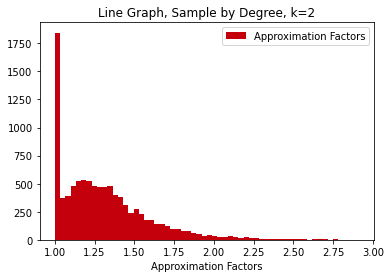 Line Graph, Sample by Degree, k=2
Approximation Factors
1750
1500
1250
1000
750
500
250
0
1.00 1.25 1.50 1.75 2.00 2.25 2.50 2.75 3.00
Approximation Factors